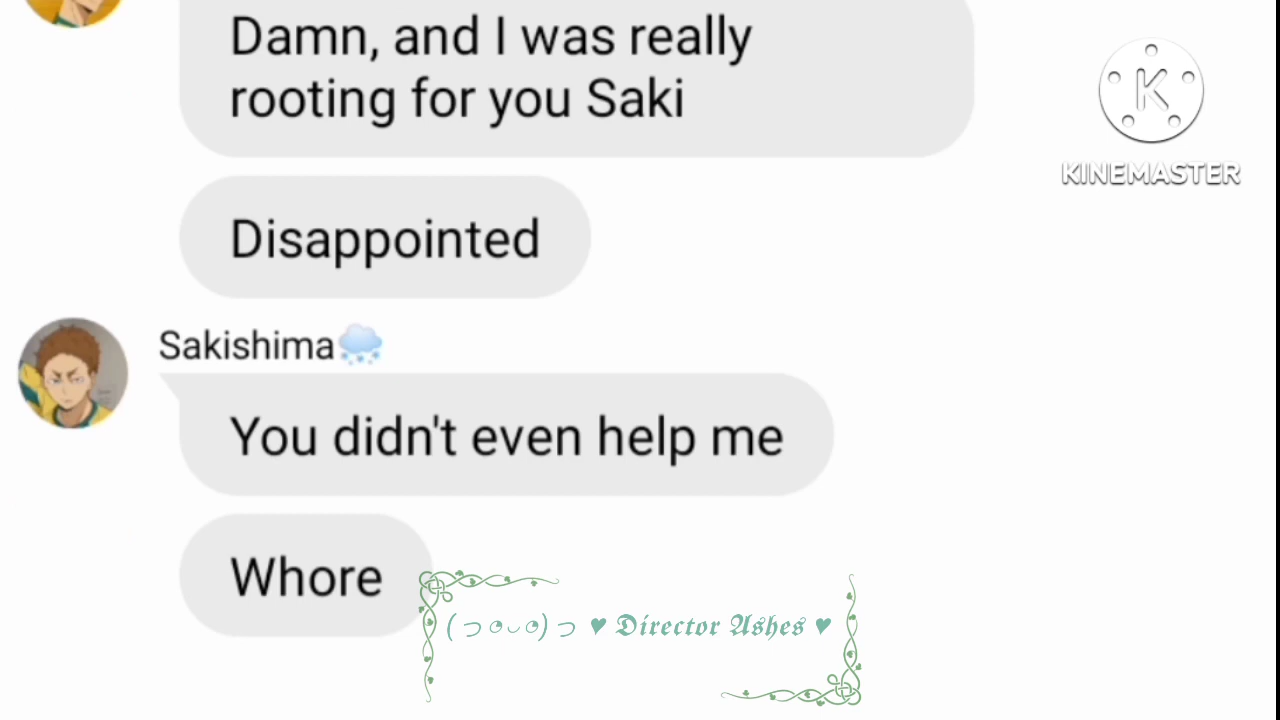 Damn, and I was really
rooting for you Saki
KINEMASTER
Disappointed
Sakishima🌨️
You didn't even help me
Whore
(っ◔◡◔)っ ♥ Director Ashes ♥